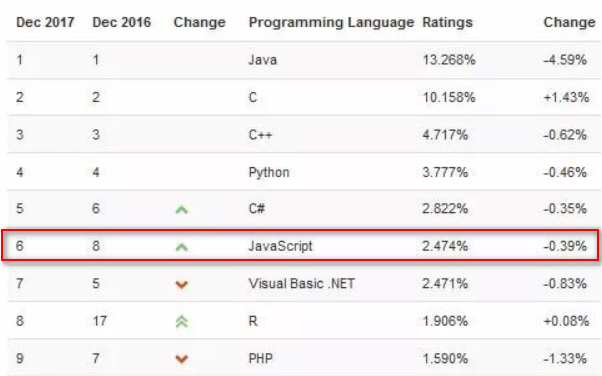 Dec 2017 Dec 2016 Change Programming Language Ratings Change
1 1 Java 13.268% -4.59%
2 2 C 10.158% +1.43%
3 3 C++ 4.717% -0.62%
4 4 Python 3.777% -0.46%
5 6 C# 2.822% -0.35%
6 8 JavaScript 2.474% -0.39%
7 5 Visual Basic .NET 2.471% -0.83%
8 17 R 1.906% +0.08%
9 7 PHP 1.590% -1.33%